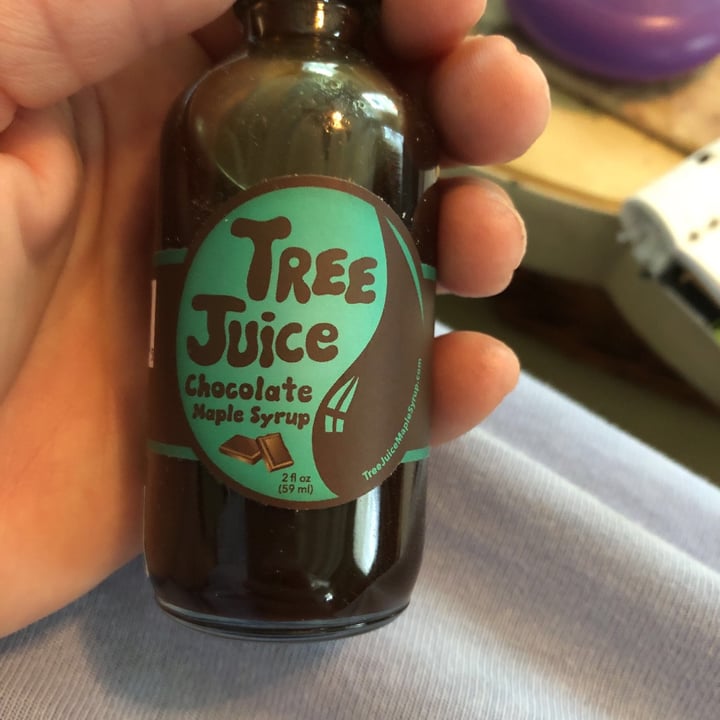 TREE
JUICE
Chocolate
Maple Syrup
2 fl oz
(59 ml)
TreeJuiceMapleSyrup.com